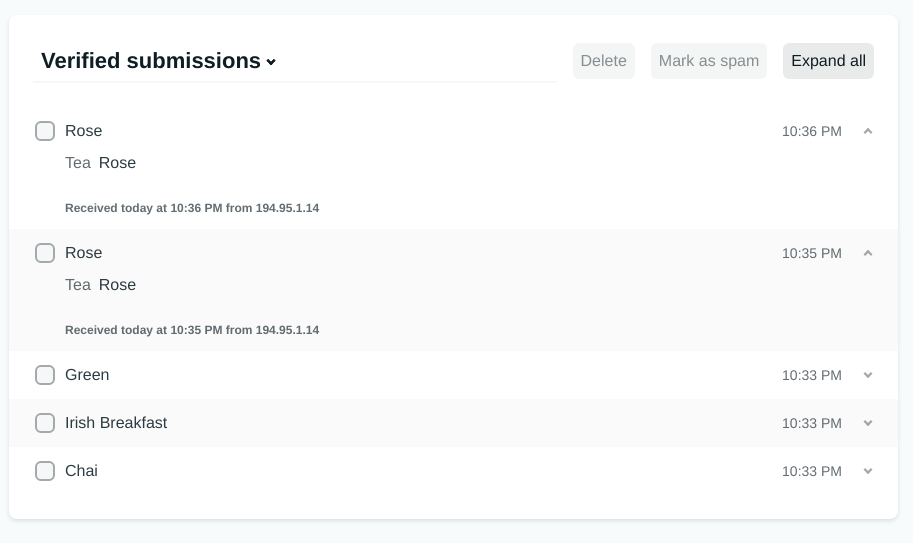 Verified submissions
Delete Mark as spam Expand all
Rose 10:36 PM
Tea Rose
Received today at 10:36 PM from 194.95.1.14
Rose 10:35 PM
Tea Rose
Received today at 10:35 PM from 194.95.1.14
Green 10:33 PM
Irish Breakfast 10:33 PM
Chai 10:33 PM